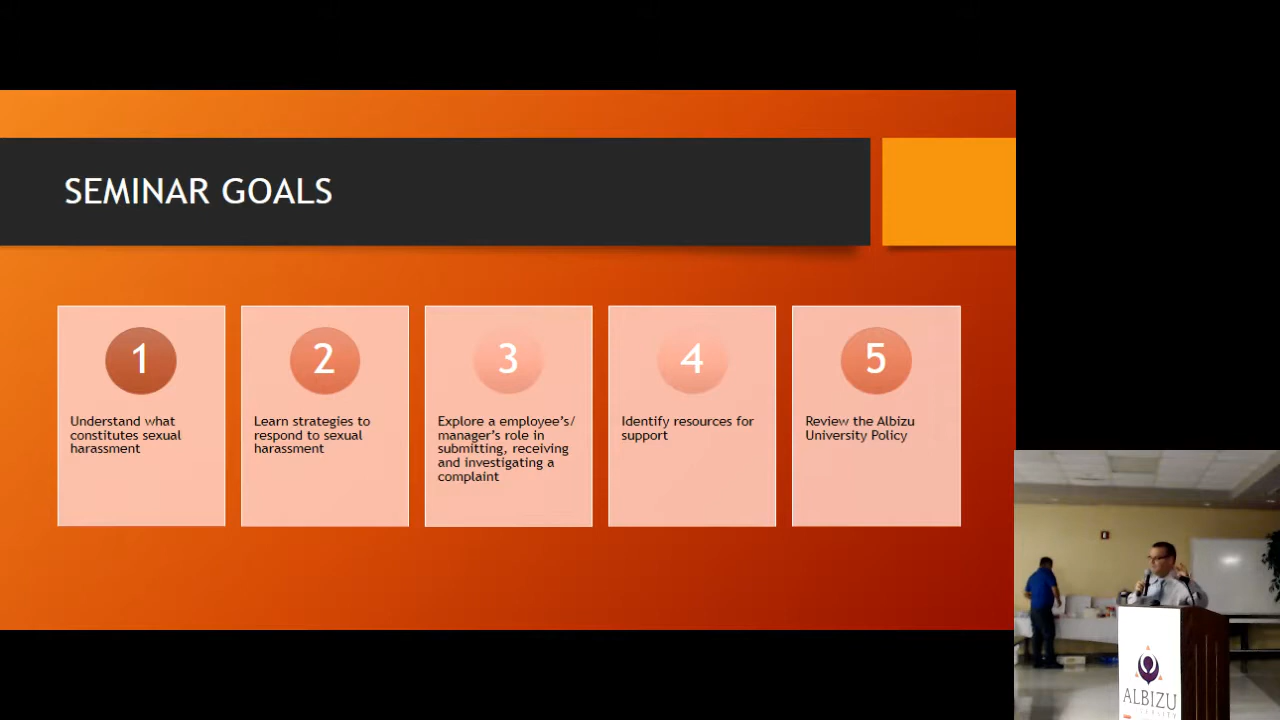 SEMINAR GOALS
1
Understand what
constitutes sexual
harassment
2
Learn strategies to
respond to sexual
harassment
3
Explore a employee's/
manager's role in
submitting, receiving
and investigating a
complaint
4
Identify resources for
support
5
Review the Albizu
University Policy
ALBIZU